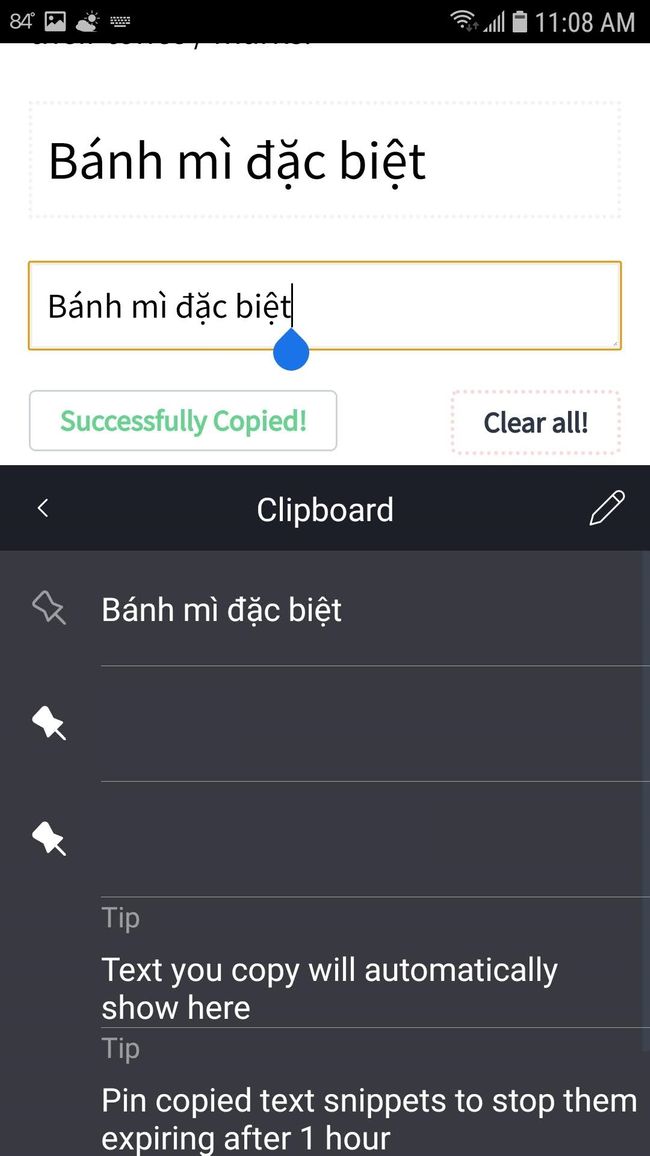 84°
11:08 AM
Bánh mì đặc biệt
Bánh mì đặc biệt
Successfully Copied!
Clear all!
Clipboard
Bánh mì đặc biệt
Tip
Text you copy will automatically
show here
Tip
Pin copied text snippets to stop them
expiring after 1 hour